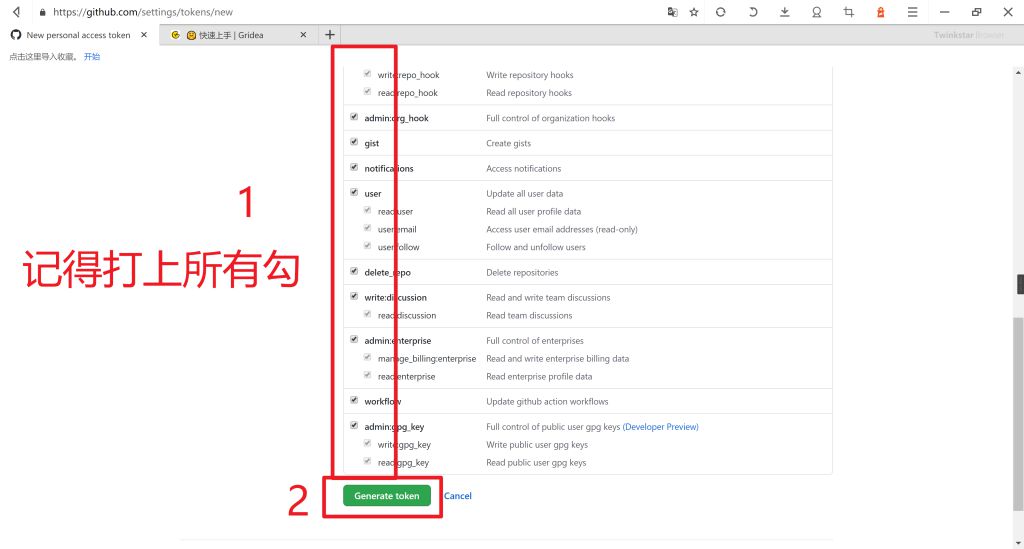 https://github.com/settings/tokens/new
New personal access token
快速上手 | Gridea
Twinkstar Browser
点击这里导入收藏。 开始
write:repo_hook Write repository hooks
read:repo_hook Read repository hooks
admin:org_hook Full control of organization hooks
gist Create gists
notifications Access notifications
user Update all user data
read:user Read all user profile data
user:email Access user email addresses (read-only)
user:follow Follow and unfollow users
delete_repo Delete repositories
write:discussion Read and write team discussions
read:discussion Read team discussions
admin:enterprise Full control of enterprises
manage_billing:enterprise Read and write enterprise billing data
read:enterprise Read enterprise profile data
workflow Update github action workflows
admin:gpg_key Full control of public user gpg keys (Developer Preview)
write:gpg_key Write public user gpg keys
read:gpg_key Read public user gpg keys
1
记得打上所有勾
2
Generate token Cancel